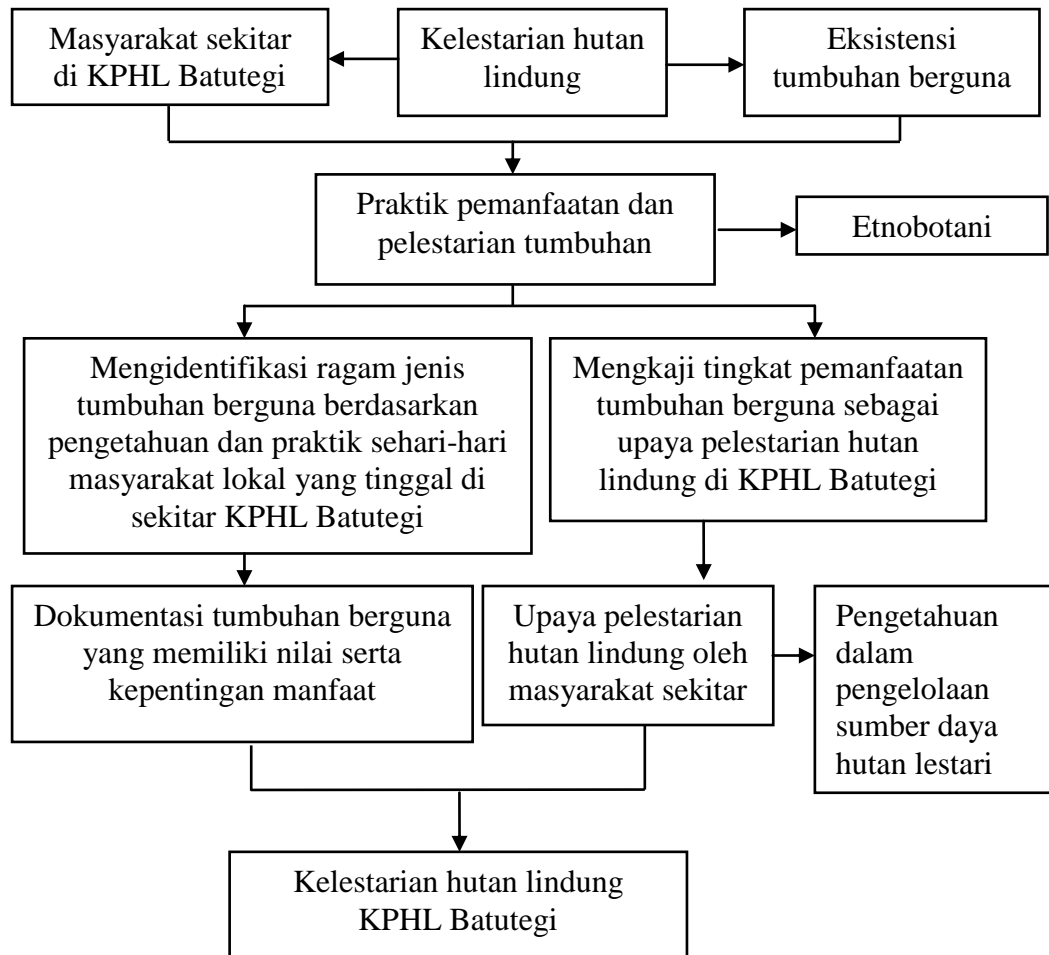 Masyarakat sekitar
di KPHL Batutegi
Kelestarian hutan
lindung
Eksistensi
tumbuhan berguna
Praktik pemanfaatan dan
pelestarian tumbuhan
Etnobotani
Mengidentifikasi ragam jenis
tumbuhan berguna berdasarkan
pengetahuan dan praktik sehari-hari
masyarakat lokal yang tinggal di
sekitar KPHL Batutegi
Mengkaji tingkat pemanfaatan
tumbuhan berguna sebagai
upaya pelestarian hutan
lindung di KPHL Batutegi
Dokumentasi tumbuhan berguna
yang memiliki nilai serta
kepentingan manfaat
Upaya pelestarian
hutan lindung oleh
masyarakat sekitar
Pengetahuan
dalam
pengelolaan
sumber daya
hutan lestari
Kelestarian hutan lindung
KPHL Batutegi